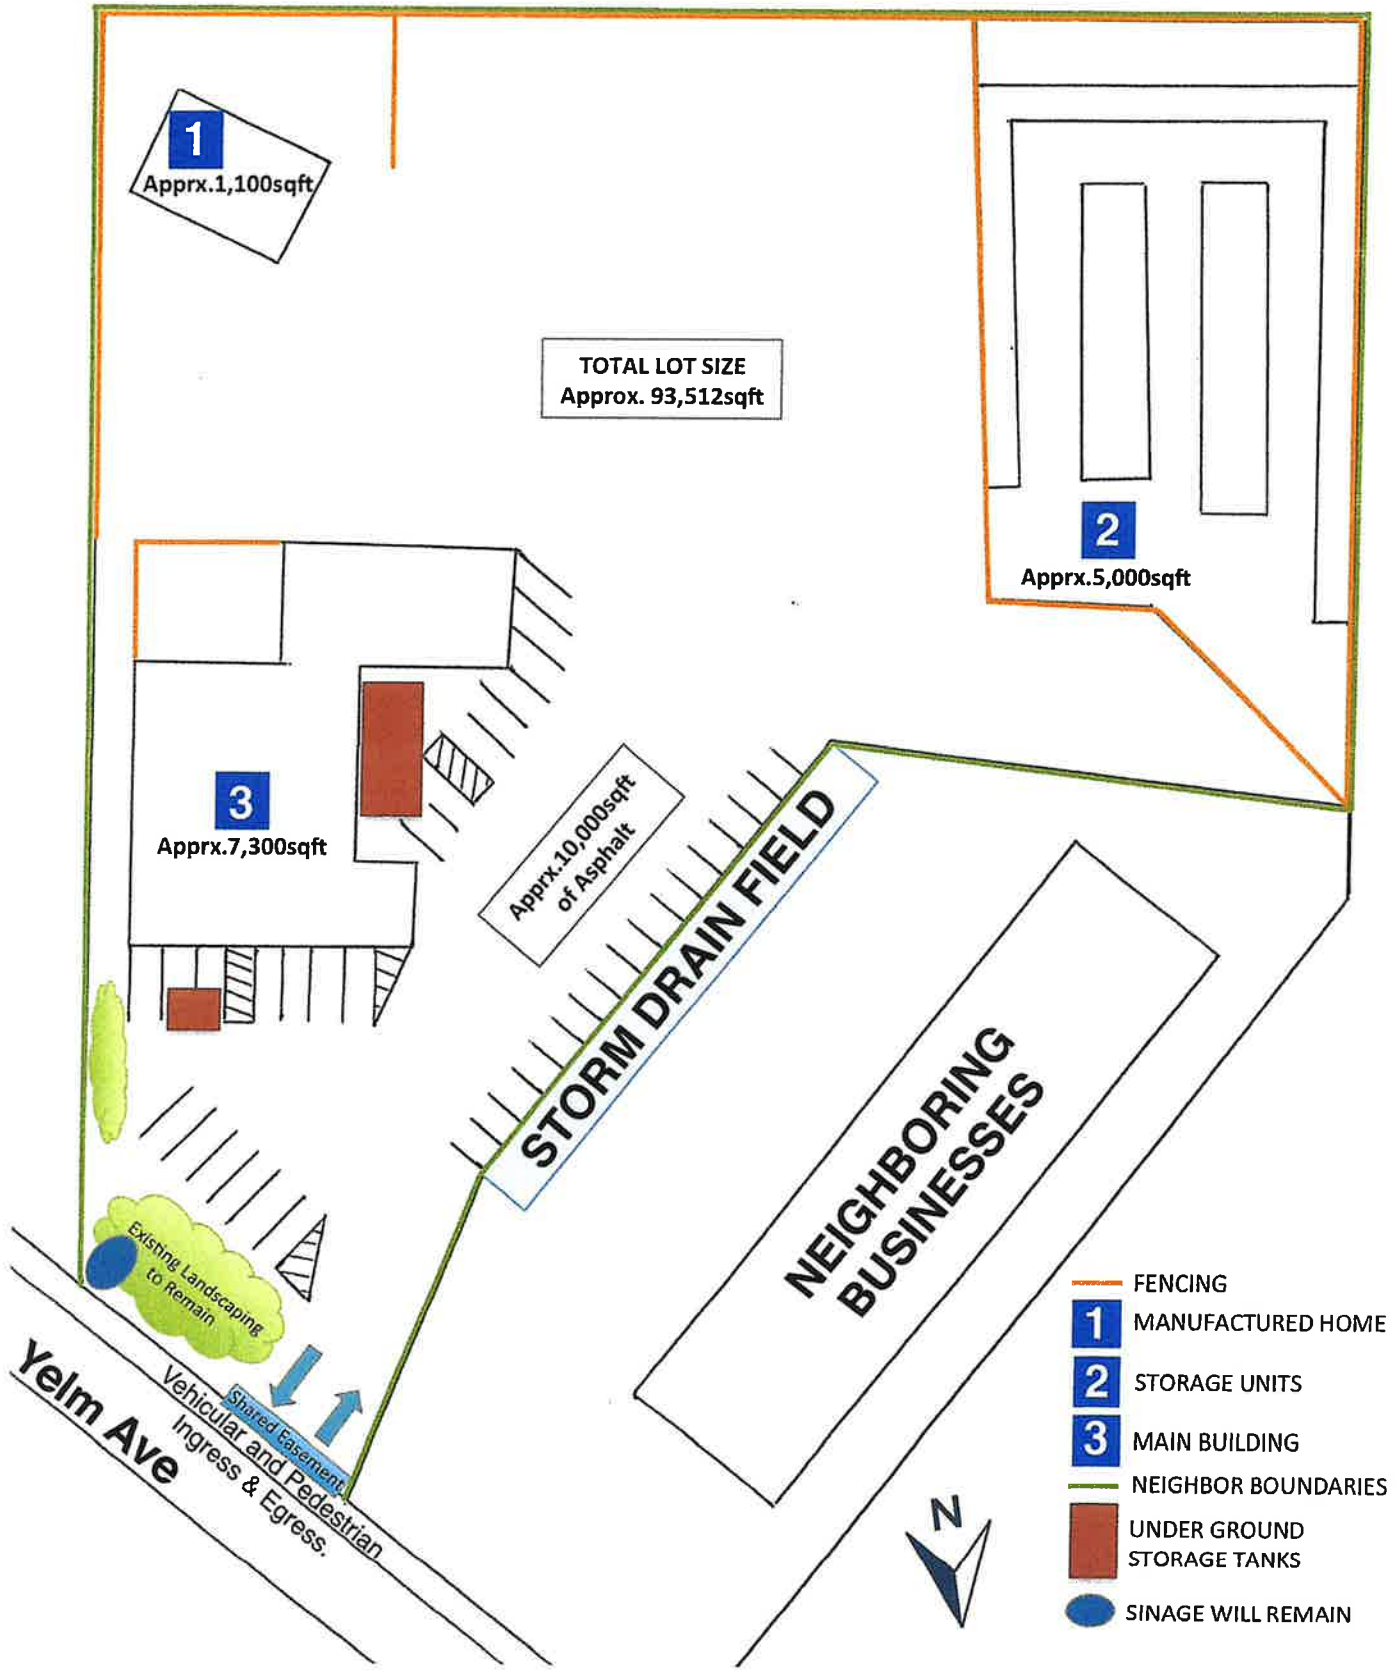 1
Apprx.1,100sqft
TOTAL LOT SIZE
Approx. 93,512sqft
2
Apprx.5,000sqft
3
Apprx.7,300sqft
Apprx.10,000sqft
of Asphalt
STORM DRAIN FIELD
NEIGHBORING
BUSINESSES
Existing Landscaping
to Remain
Shared Easement
Vehicular and Pedestrian
Ingress & Egress.
Yelm Ave
N
FENCING
1 MANUFACTURED HOME
2 STORAGE UNITS
3 MAIN BUILDING
NEIGHBOR BOUNDARIES
UNDER GROUND
STORAGE TANKS
SINAGE WILL REMAIN